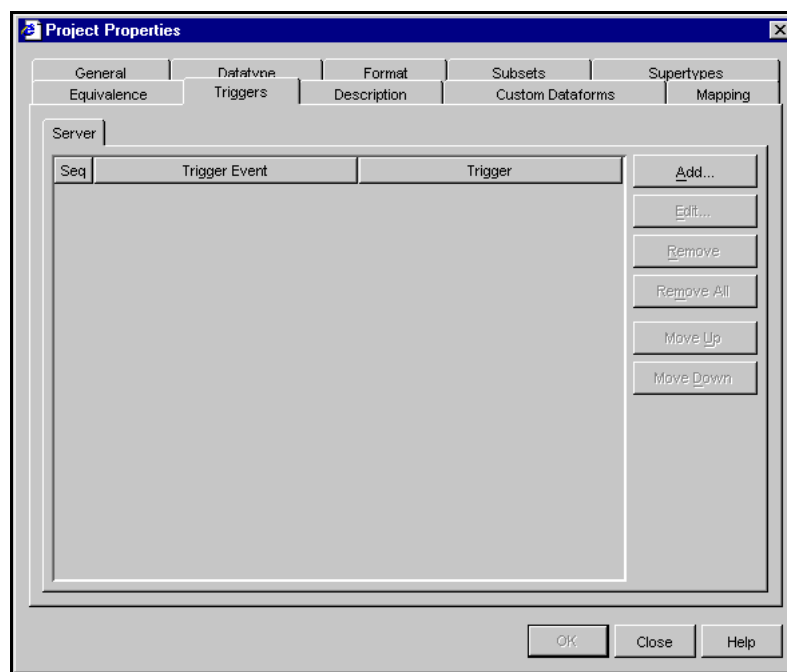 Project Properties
General Datatype Format Subsets Supertypes
Equivalence Triggers Description Custom Dataforms Mapping
Server
Seq Trigger Event Trigger
Add...
Edit...
Remove
Remove All
Move Up
Move Down
OK Close Help